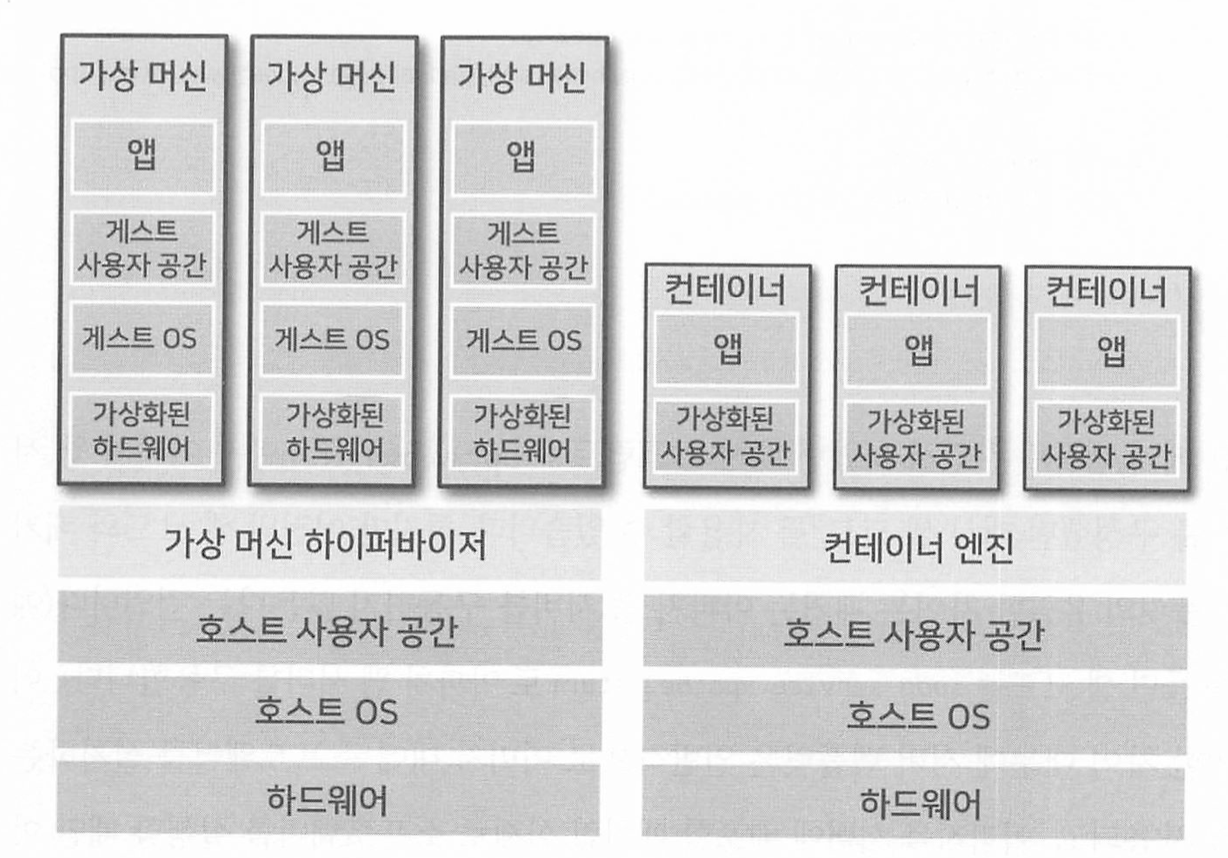 가상 머신
앱
게스트
사용자 공간
게스트 OS
가상화된
하드웨어
가상 머신
앱
게스트
사용자 공간
게스트 OS
가상화된
하드웨어
가상 머신
앱
게스트
사용자 공간
게스트 OS
가상화된
하드웨어
가상 머신 하이퍼바이저
호스트 사용자 공간
호스트 OS
하드웨어
컨테이너
앱
가상화된
사용자 공간
컨테이너
앱
가상화된
사용자 공간
컨테이너
앱
가상화된
사용자 공간
컨테이너 엔진
호스트 사용자 공간
호스트 OS
하드웨어